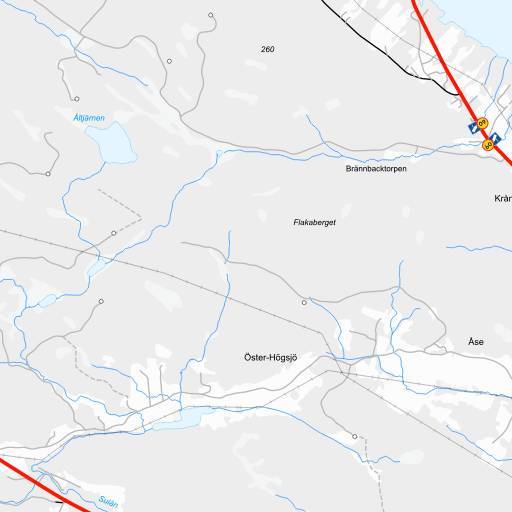 260
Åltjärnen
Brännbacktorpen
Flakaberget
Åse
Öster-Högsjö
Sulån